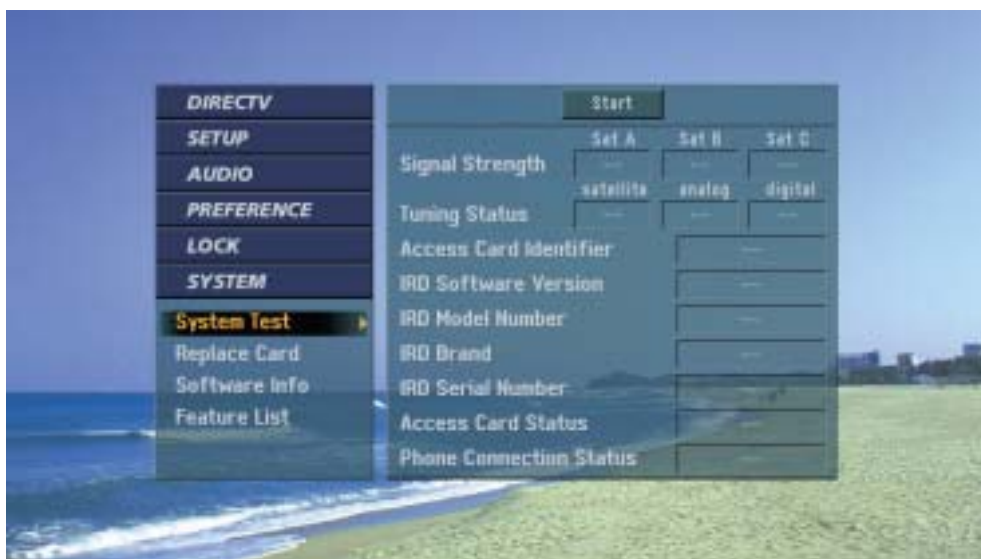 DIRECTV
SETUP
AUDIO
PREFERENCE
LOCK
SYSTEM
System Test
Replace Card
Software Info
Feature List
Start
Sat A Sat B Sat C
Signal Strength --- --- ---
satellite analog digital
Tuning Status --- --- ---
Access Card Identifier ---
IRD Software Version ---
IRD Model Number ---
IRD Brand ---
IRD Serial Number ---
Access Card Status ---
Phone Connection Status ---